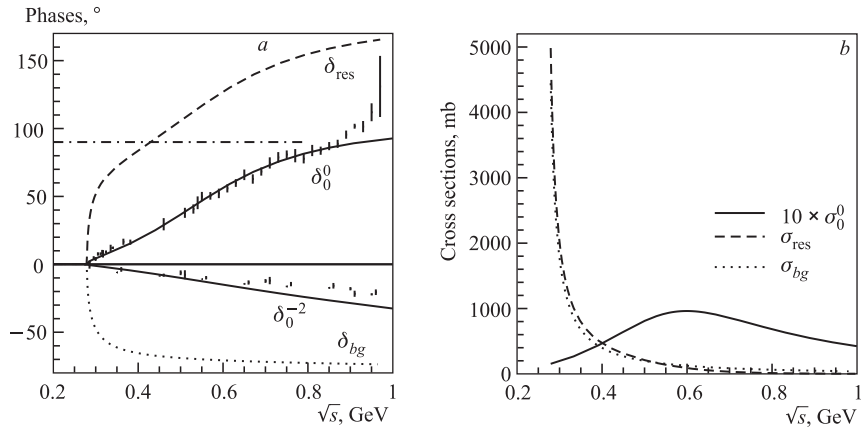 Phases, °
a
150
100
50
0
−50
δres
δ⁰₀
δ₀⁻²
δbg
0.2 0.4 0.6 0.8 1
√s, GeV
b
Cross sections, mb
5000
4000
3000
2000
1000
0
10 × σ⁰₀
σres
σbg
0.2 0.4 0.6 0.8 1
√s, GeV